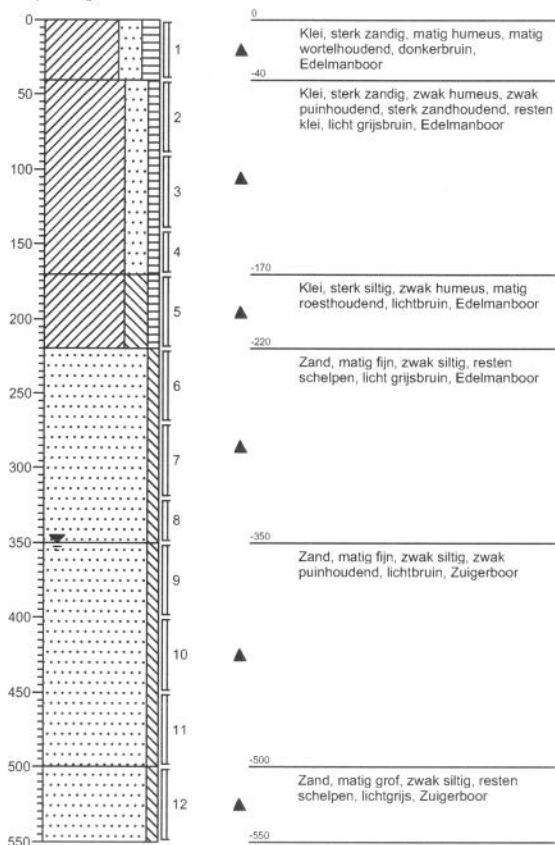 0
50
100
150
200
250
300
350
400
450
500
550
1
2
3
4
5
6
7
8
9
10
11
12
0
Klei, sterk zandig, matig humeus, matig
wortelhoudend, donkerbruin,
Edelmanboor
-40
Klei, sterk zandig, zwak humeus, zwak
puinhoudend, sterk zandhoudend, resten
klei, licht grijsbruin, Edelmanboor
-170
Klei, sterk siltig, zwak humeus, matig
roesthoudend, lichtbruin, Edelmanboor
-220
Zand, matig fijn, zwak siltig, resten
schelpen, licht grijsbruin, Edelmanboor
-350
Zand, matig fijn, zwak siltig, zwak
puinhoudend, lichtbruin, Zuigerboor
-500
Zand, matig grof, zwak siltig, resten
schelpen, lichtgrijs, Zuigerboor
-550